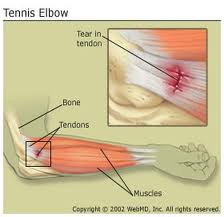 Tennis Elbow
Tear in
tendon
Bone
Tendons
Muscles
Copyright © 2002 WebMD, Inc. All rights reserved.